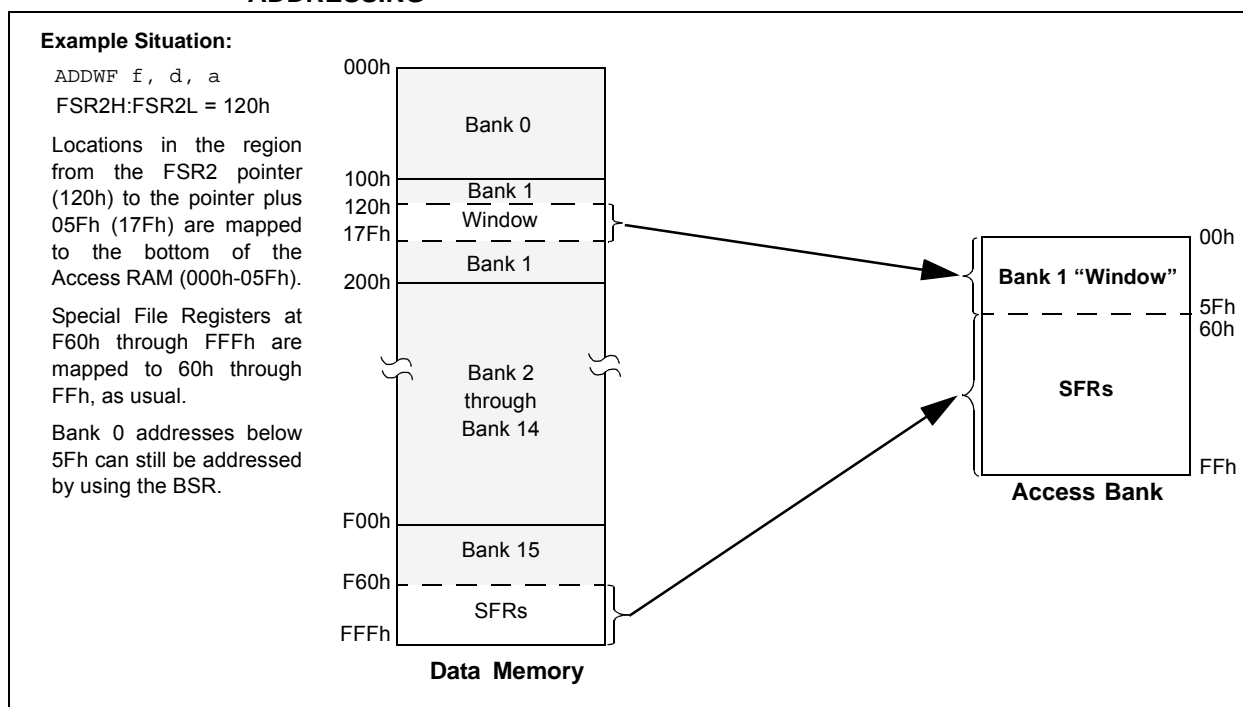 ADDRESSING
Example Situation:
ADDWF f, d, a
FSR2H:FSR2L = 120h
Locations in the region
from the FSR2 pointer
(120h) to the pointer plus
05Fh (17Fh) are mapped
to the bottom of the
Access RAM (000h-05Fh).
Special File Registers at
F60h through FFFh are
mapped to 60h through
FFh, as usual.
Bank 0 addresses below
5Fh can still be addressed
by using the BSR.
000h
Bank 0
100h
Bank 1
120h
Window
17Fh
Bank 1
200h
Bank 2
through
Bank 14
F00h
Bank 15
F60h
SFRs
FFFh
Data Memory
00h
Bank 1 “Window”
5Fh
60h
SFRs
FFh
Access Bank